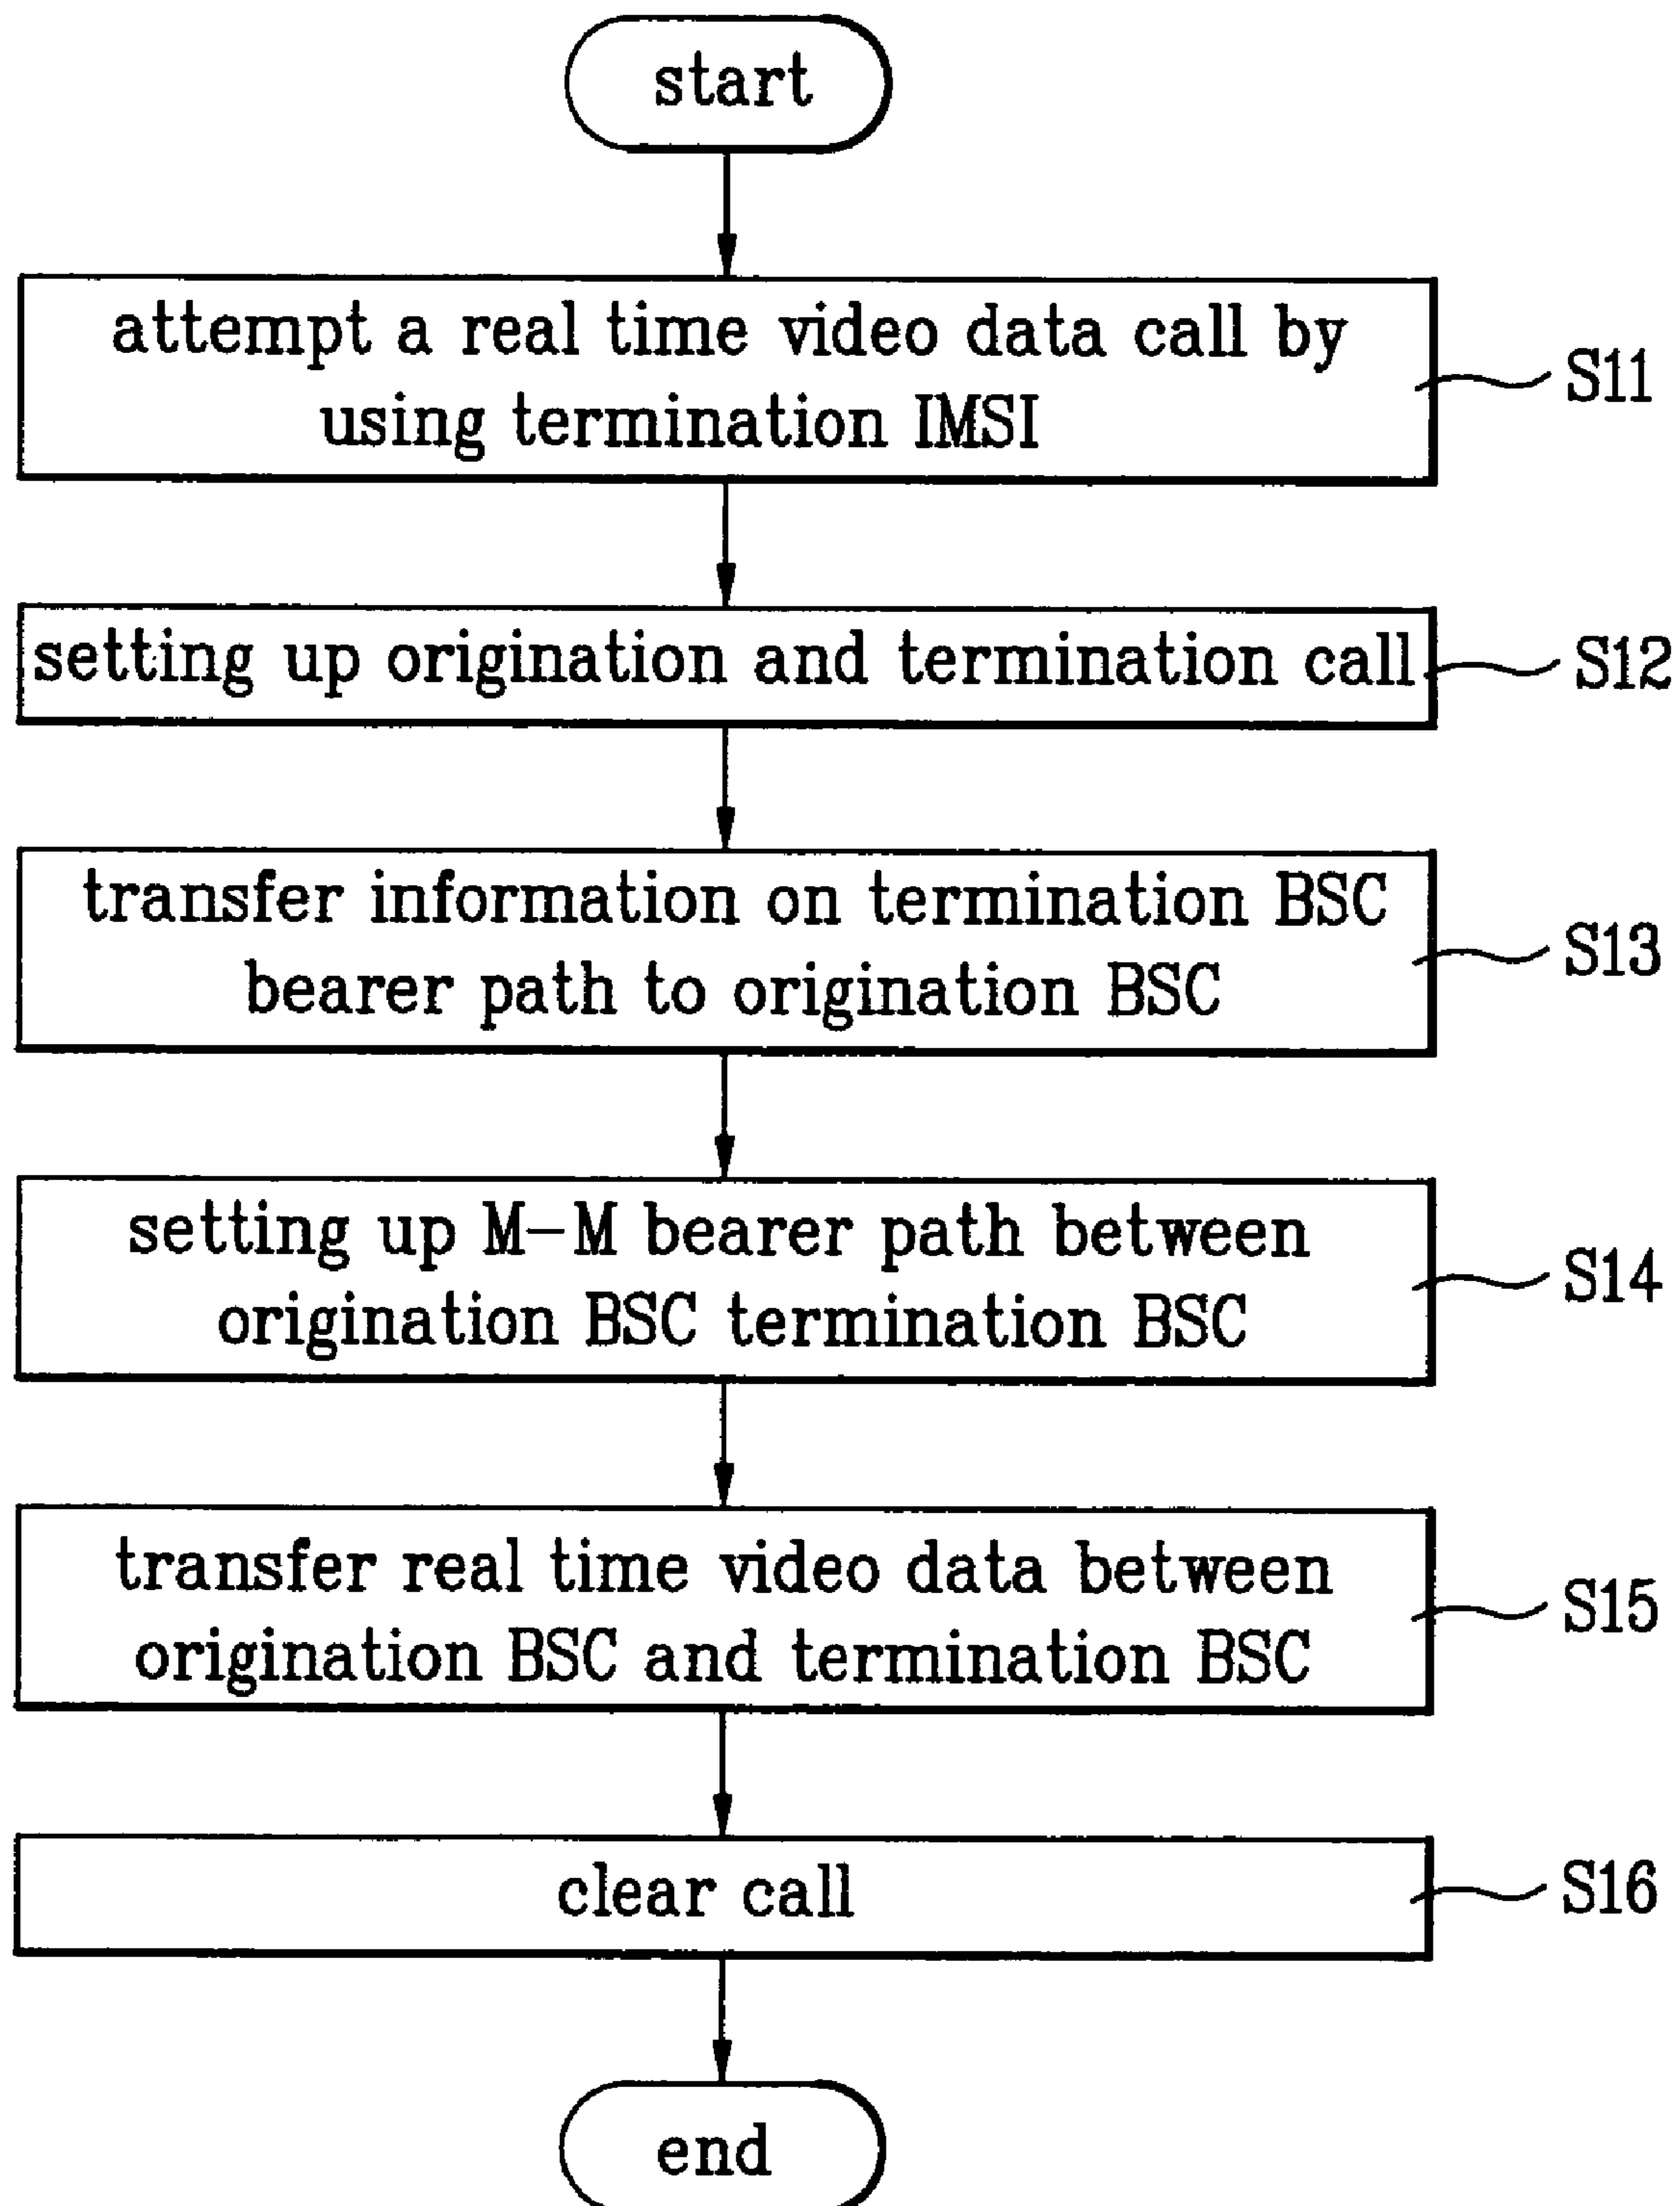 start
attempt a real time video data call by
using termination IMSI
S11
setting up origination and termination call
S12
transfer information on termination BSC
bearer path to origination BSC
S13
setting up M-M bearer path between
origination BSC termination BSC
S14
transfer real time video data between
origination BSC and termination BSC
S15
clear call
S16
end